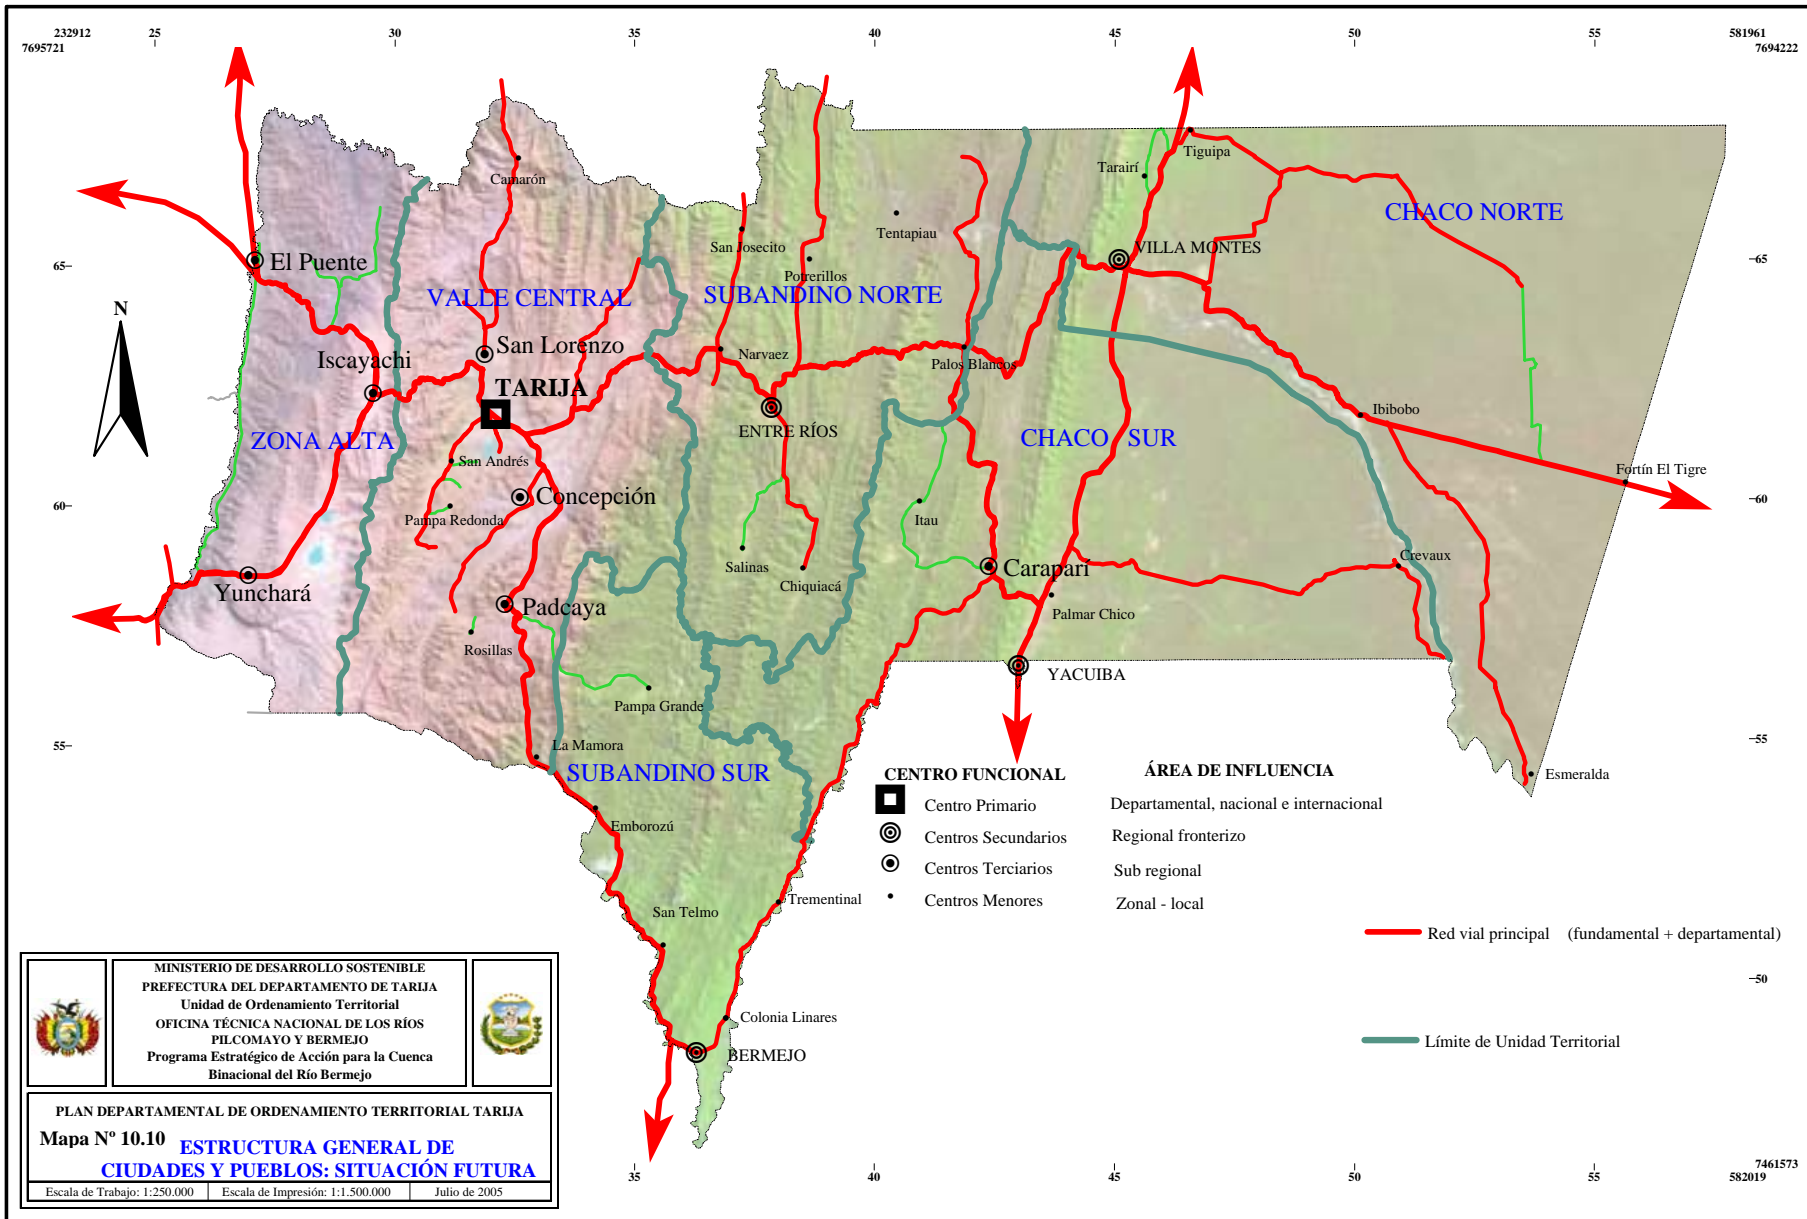 232912 25 30 35 40 45 50 55 581961
7695721 7694222
Camarón
Tiguipa
Tarairí
CHACO NORTE
Tentapiau
San Josecito
VILLA MONTES
El Puente
65
Potrerillos
65
VALLE CENTRAL
SUBANDINO NORTE
N
San Lorenzo
Iscayachi
Narvaez
Palos Blancos
TARIJA
Ibibobo
ENTRE RÍOS
ZONA ALTA
CHACO SUR
San Andrés
Fortín El Tigre
Concepción
60
60
Pampa Redonda
Itau
Crevaux
Salinas
Carapari
Yunchará
Chiquiacá
Padcaya
Palmar Chico
Rosillas
YACUIBA
Pampa Grande
55
La Mamora
55
SUBANDINO SUR
Esmeralda
CENTRO FUNCIONAL ÁREA DE INFLUENCIA
Centro Primario Departamental, nacional e internacional
Centros Secundarios Regional fronterizo
Centros Terciarios Sub regional
Centros Menores Zonal - local
Emborozú
Trementinal
San Telmo
Red vial principal (fundamental + departamental)
50
Colonia Linares
Límite de Unidad Territorial
BERMEJO
MINISTERIO DE DESARROLLO SOSTENIBLE
PREFECTURA DEL DEPARTAMENTO DE TARIJA
Unidad de Ordenamiento Territorial
OFICINA TÉCNICA NACIONAL DE LOS RÍOS
PILCOMAYO Y BERMEJO
Programa Estratégico de Acción para la Cuenca
Binacional del Río Bermejo
PLAN DEPARTAMENTAL DE ORDENAMIENTO TERRITORIAL TARIJA
Mapa Nº 10.10 ESTRUCTURA GENERAL DE
CIUDADES Y PUEBLOS: SITUACIÓN FUTURA
Escala de Trabajo: 1:250.000 Escala de Impresión: 1:1.500.000 Julio de 2005
35 40 45 50 55
7461573
582019